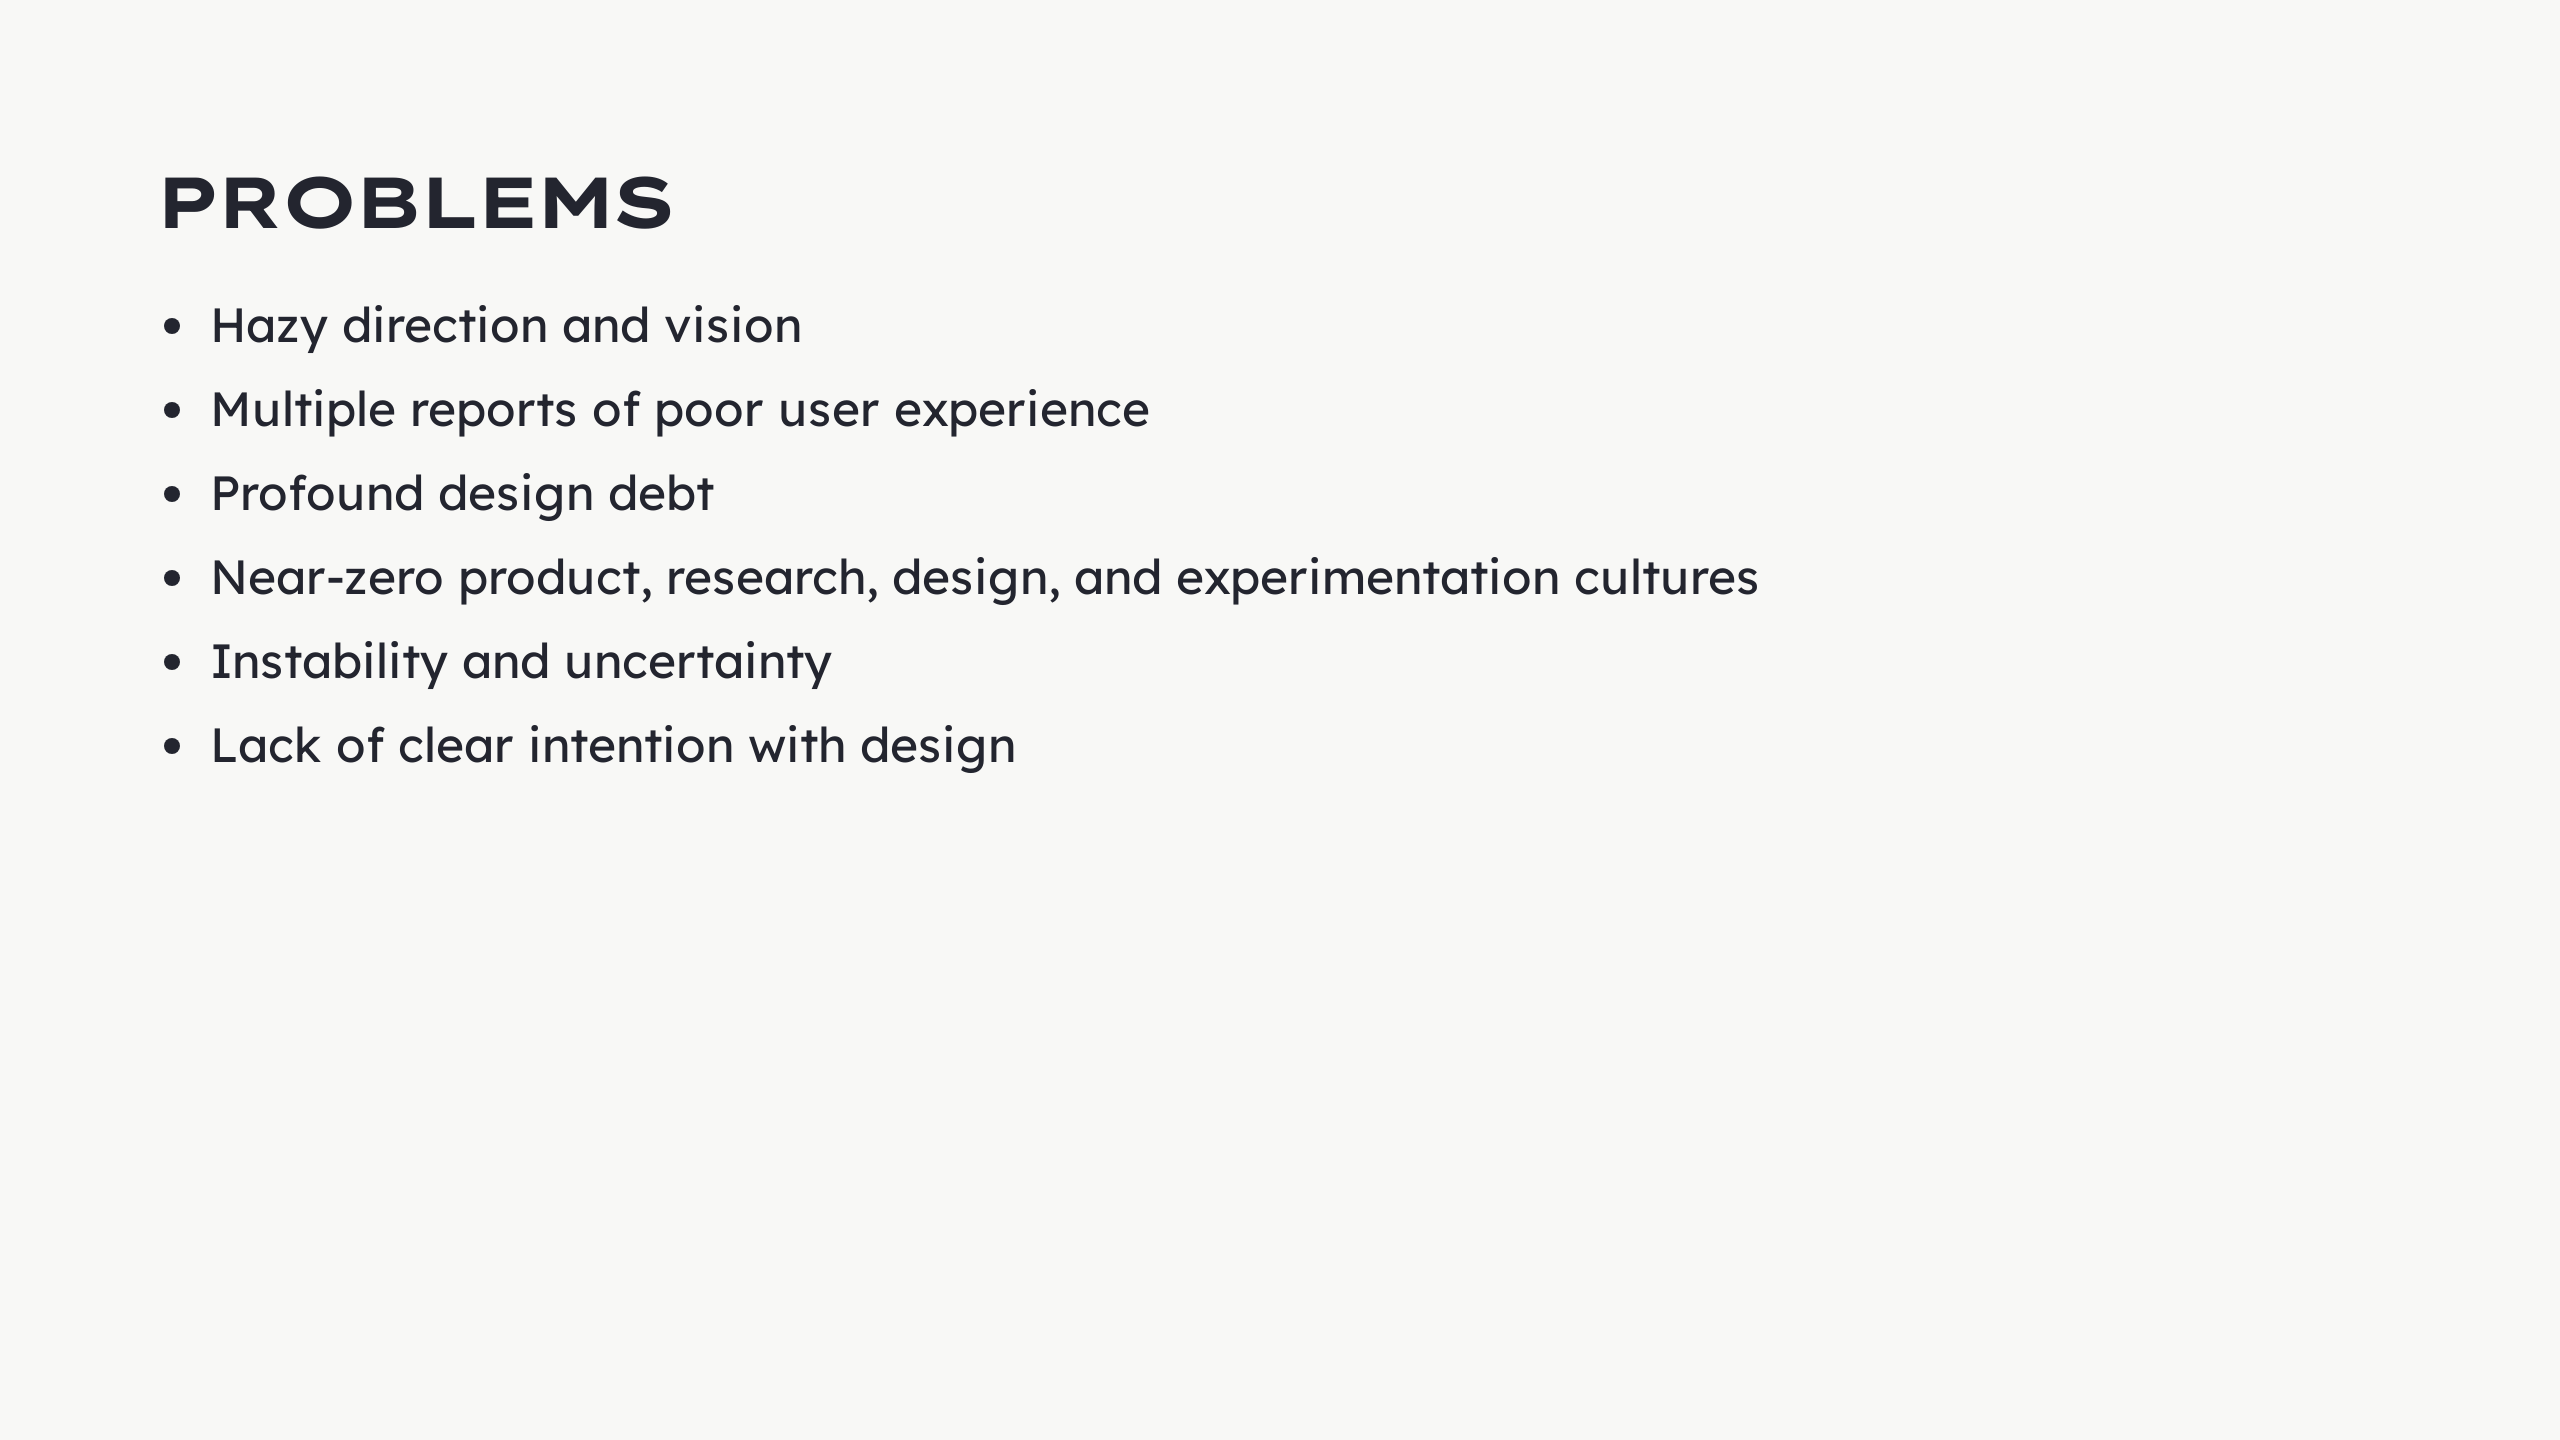 PROBLEMS
• Hazy direction and vision
• Multiple reports of poor user experience
• Profound design debt
• Near-zero product, research, design, and experimentation cultures
• Instability and uncertainty
• Lack of clear intention with design